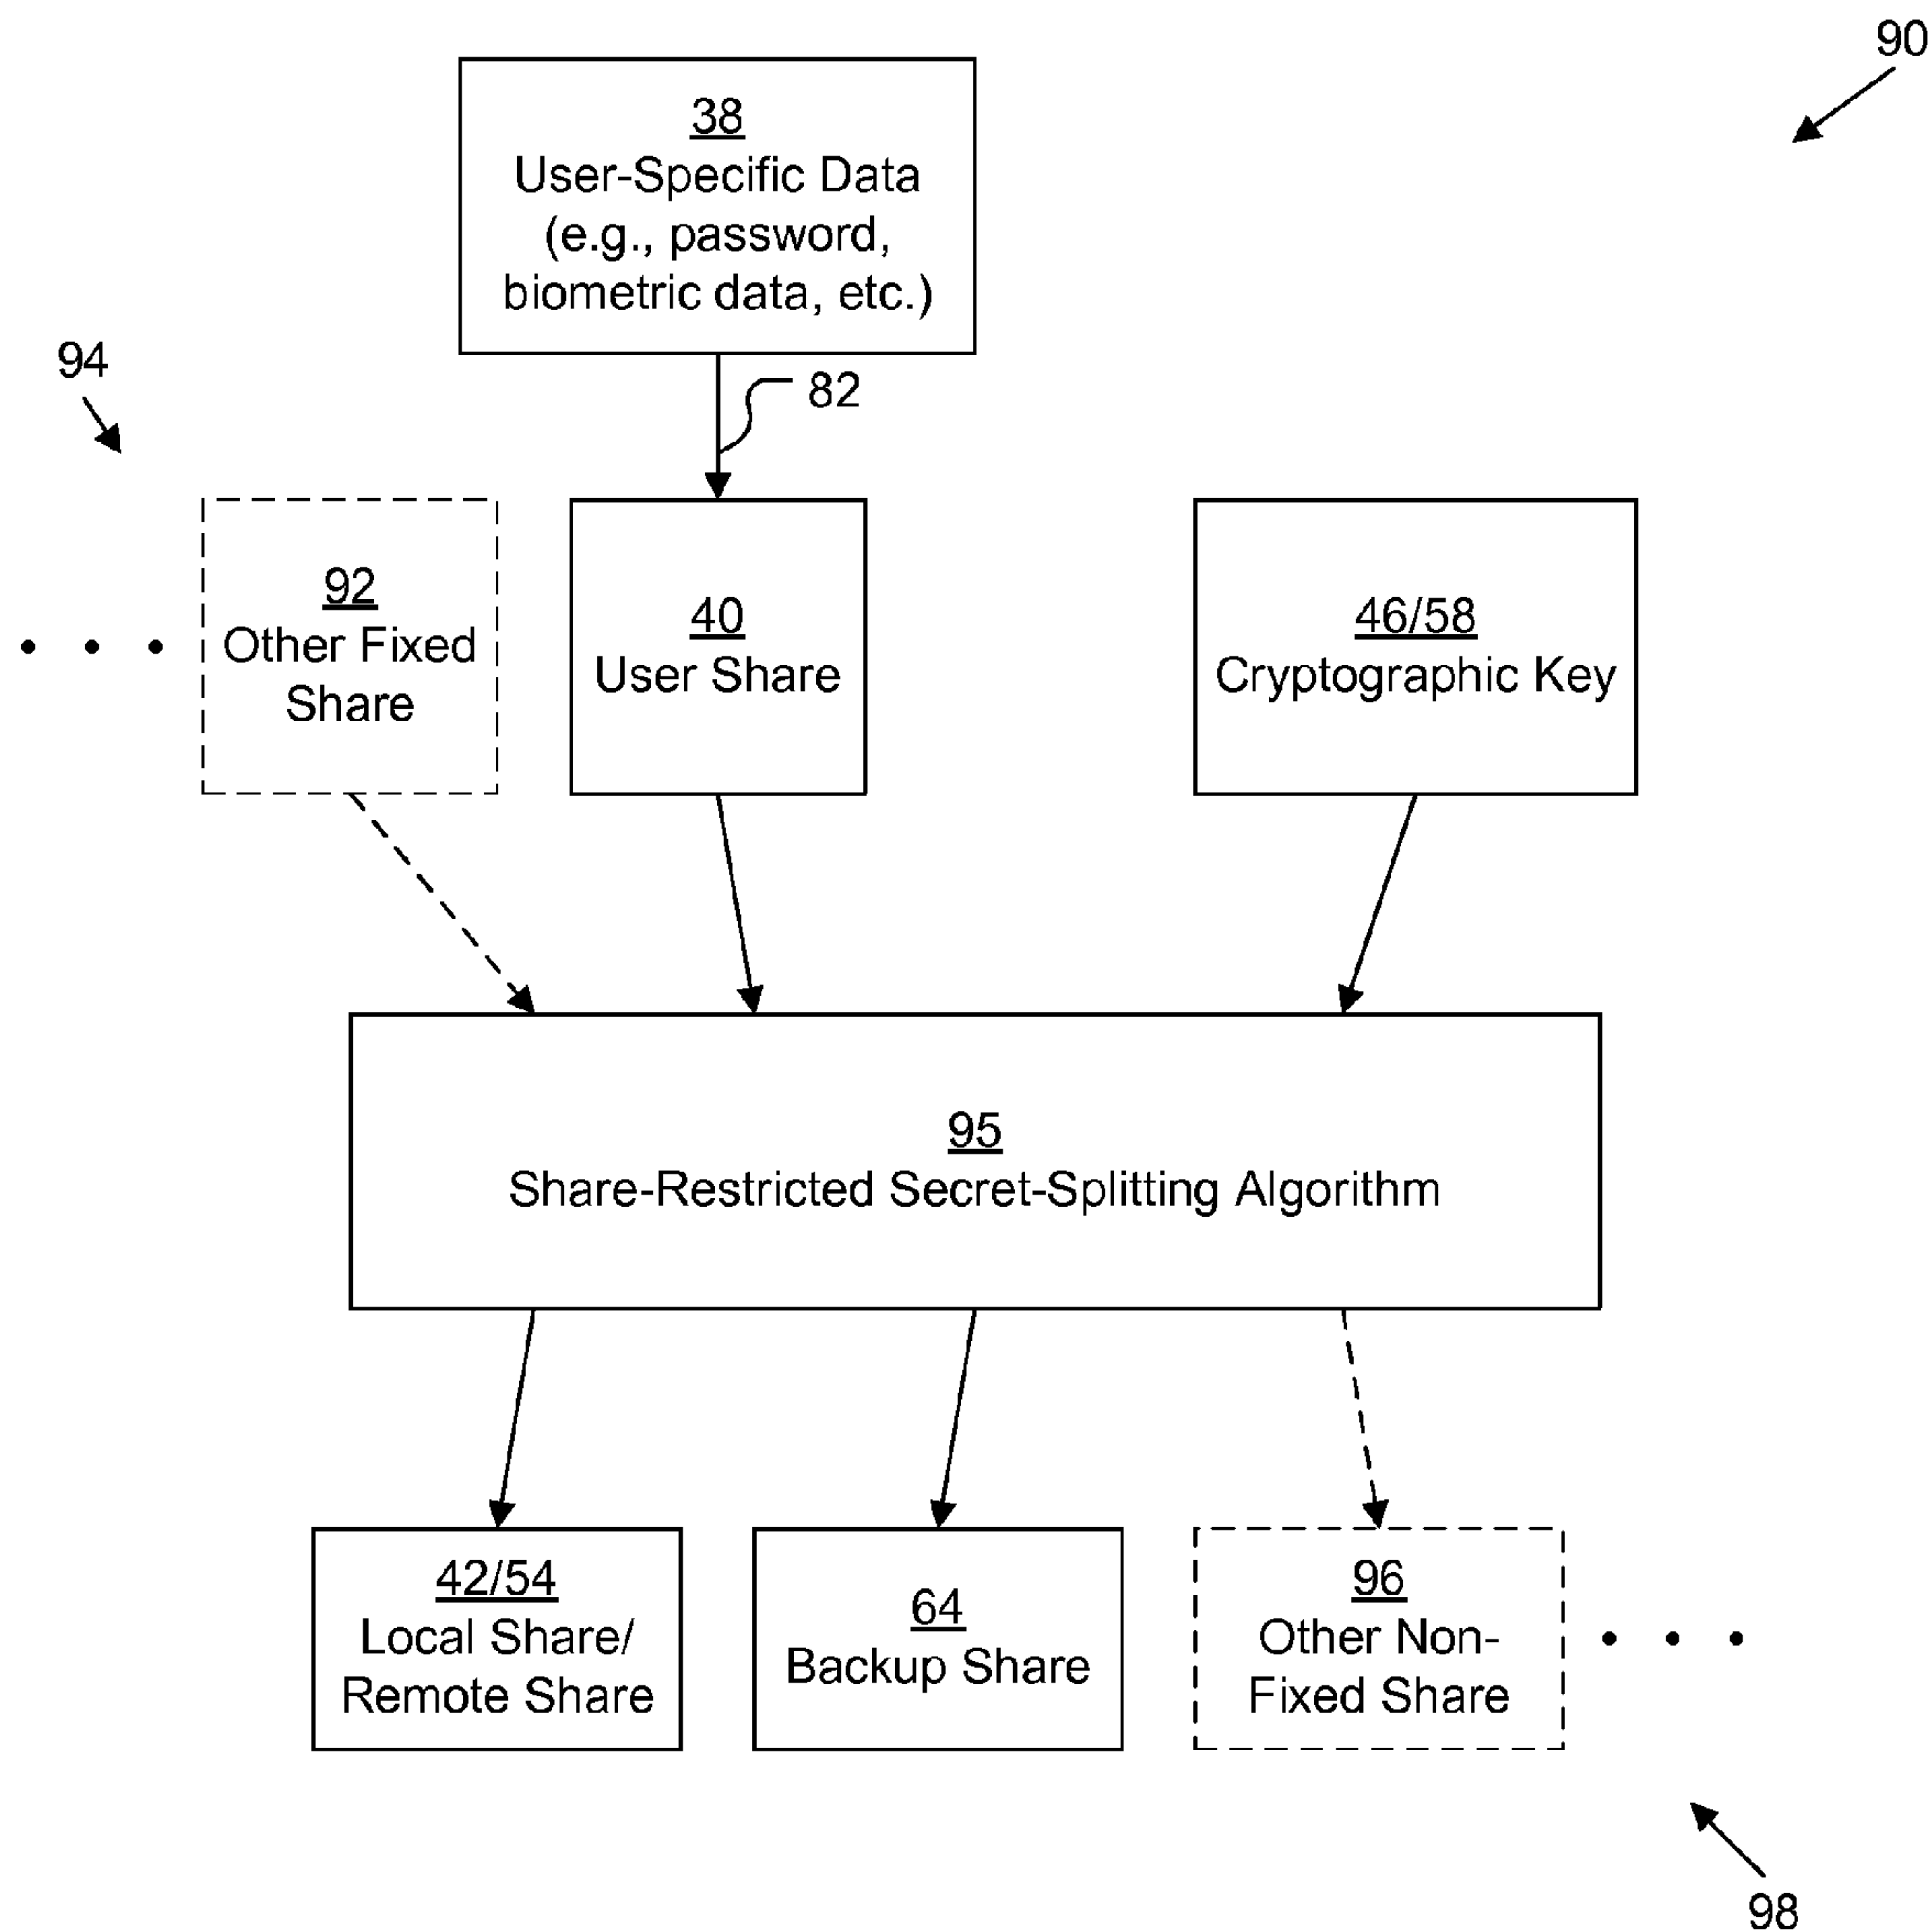 90
38
User-Specific Data
(e.g., password,
biometric data, etc.)
94
82
92
Other Fixed
Share
40
User Share
46/58
Cryptographic Key
95
Share-Restricted Secret-Splitting Algorithm
42/54
Local Share/
Remote Share
64
Backup Share
96
Other Non-
Fixed Share
98